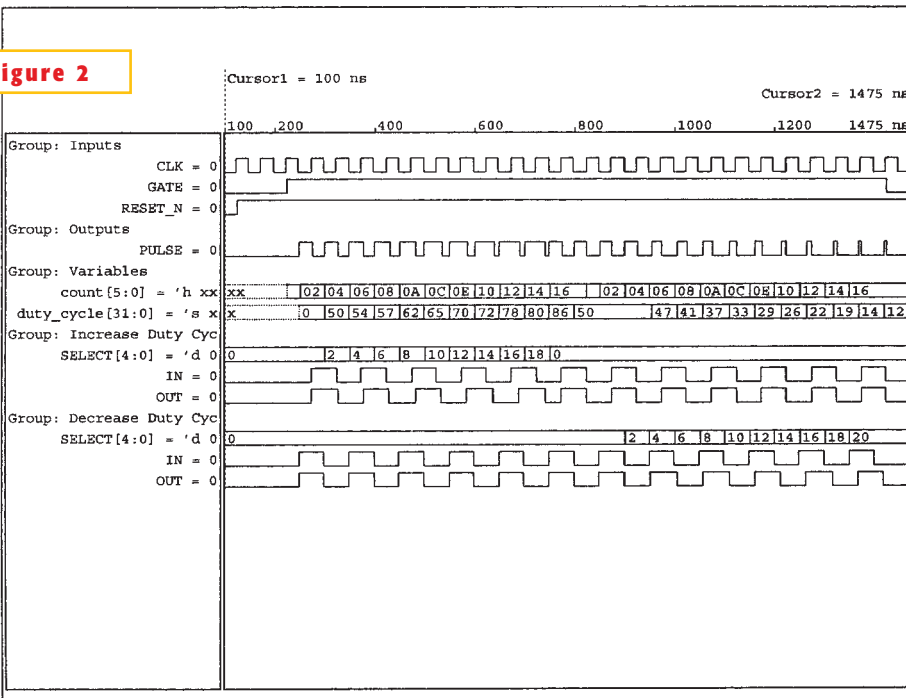 igure 2
Cursor1 = 100 ns
Cursor2 = 1475 ns
100 200 400 600 800 1000 1200 1475 ns
Group: Inputs
CLK = 0
GATE = 0
RESET_N = 0
Group: Outputs
PULSE = 0
Group: Variables
count[5:0] = 'h xx xx 02 04 06 08 0A 0C 0E 10 12 14 16 02 04 06 08 0A 0C 0E 10 12 14 16
duty_cycle[31:0] = 's x x 0 50 54 57 62 65 70 72 78 80 86 50 47 41 37 33 29 26 22 19 14 12
Group: Increase Duty Cyc
SELECT[4:0] = 'd 0 0 2 4 6 8 10 12 14 16 18 0
IN = 0
OUT = 0
Group: Decrease Duty Cyc
SELECT[4:0] = 'd 0 0 2 4 6 8 10 12 14 16 18 20
IN = 0
OUT = 0